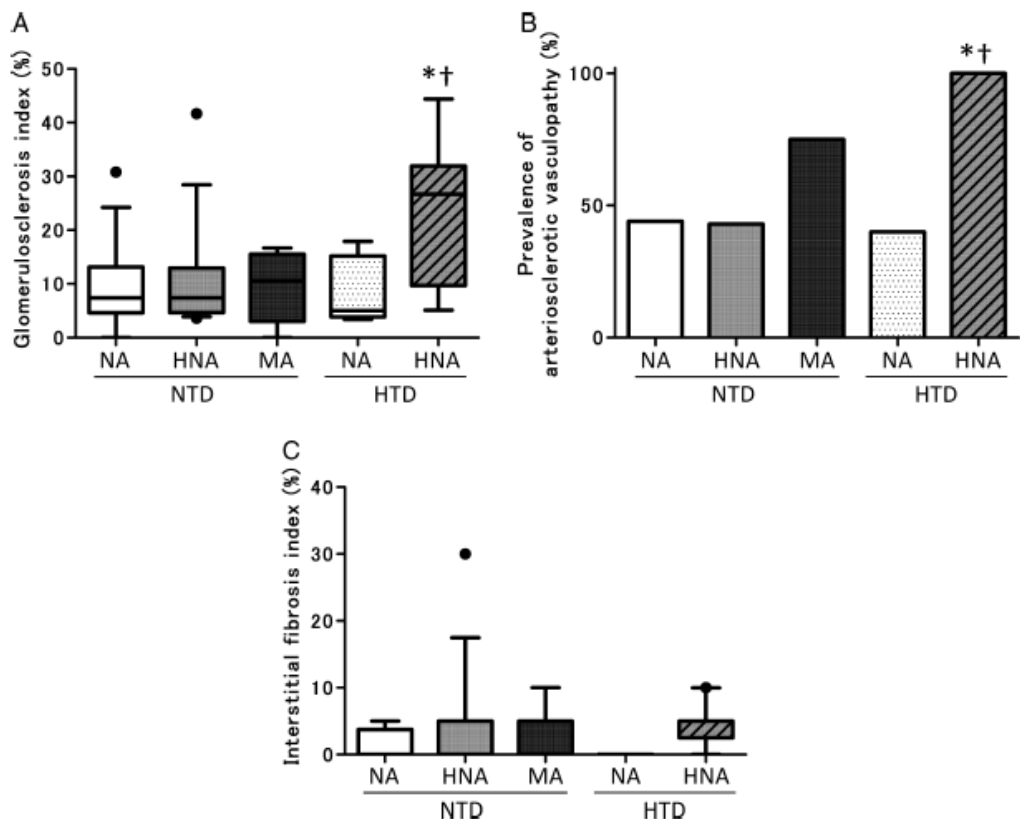 A
Glomerulosclerosis index (%)
50
40
30
20
10
0
*†
NA HNA MA NA HNA
NTD HTD
B
Prevalence of
arteriosclerotic vasculopathy (%)
100
50
0
*†
NA HNA MA NA HNA
NTD HTD
C
Interstitial fibrosis index (%)
40
30
20
10
0
NA HNA MA NA HNA
NTD HTD